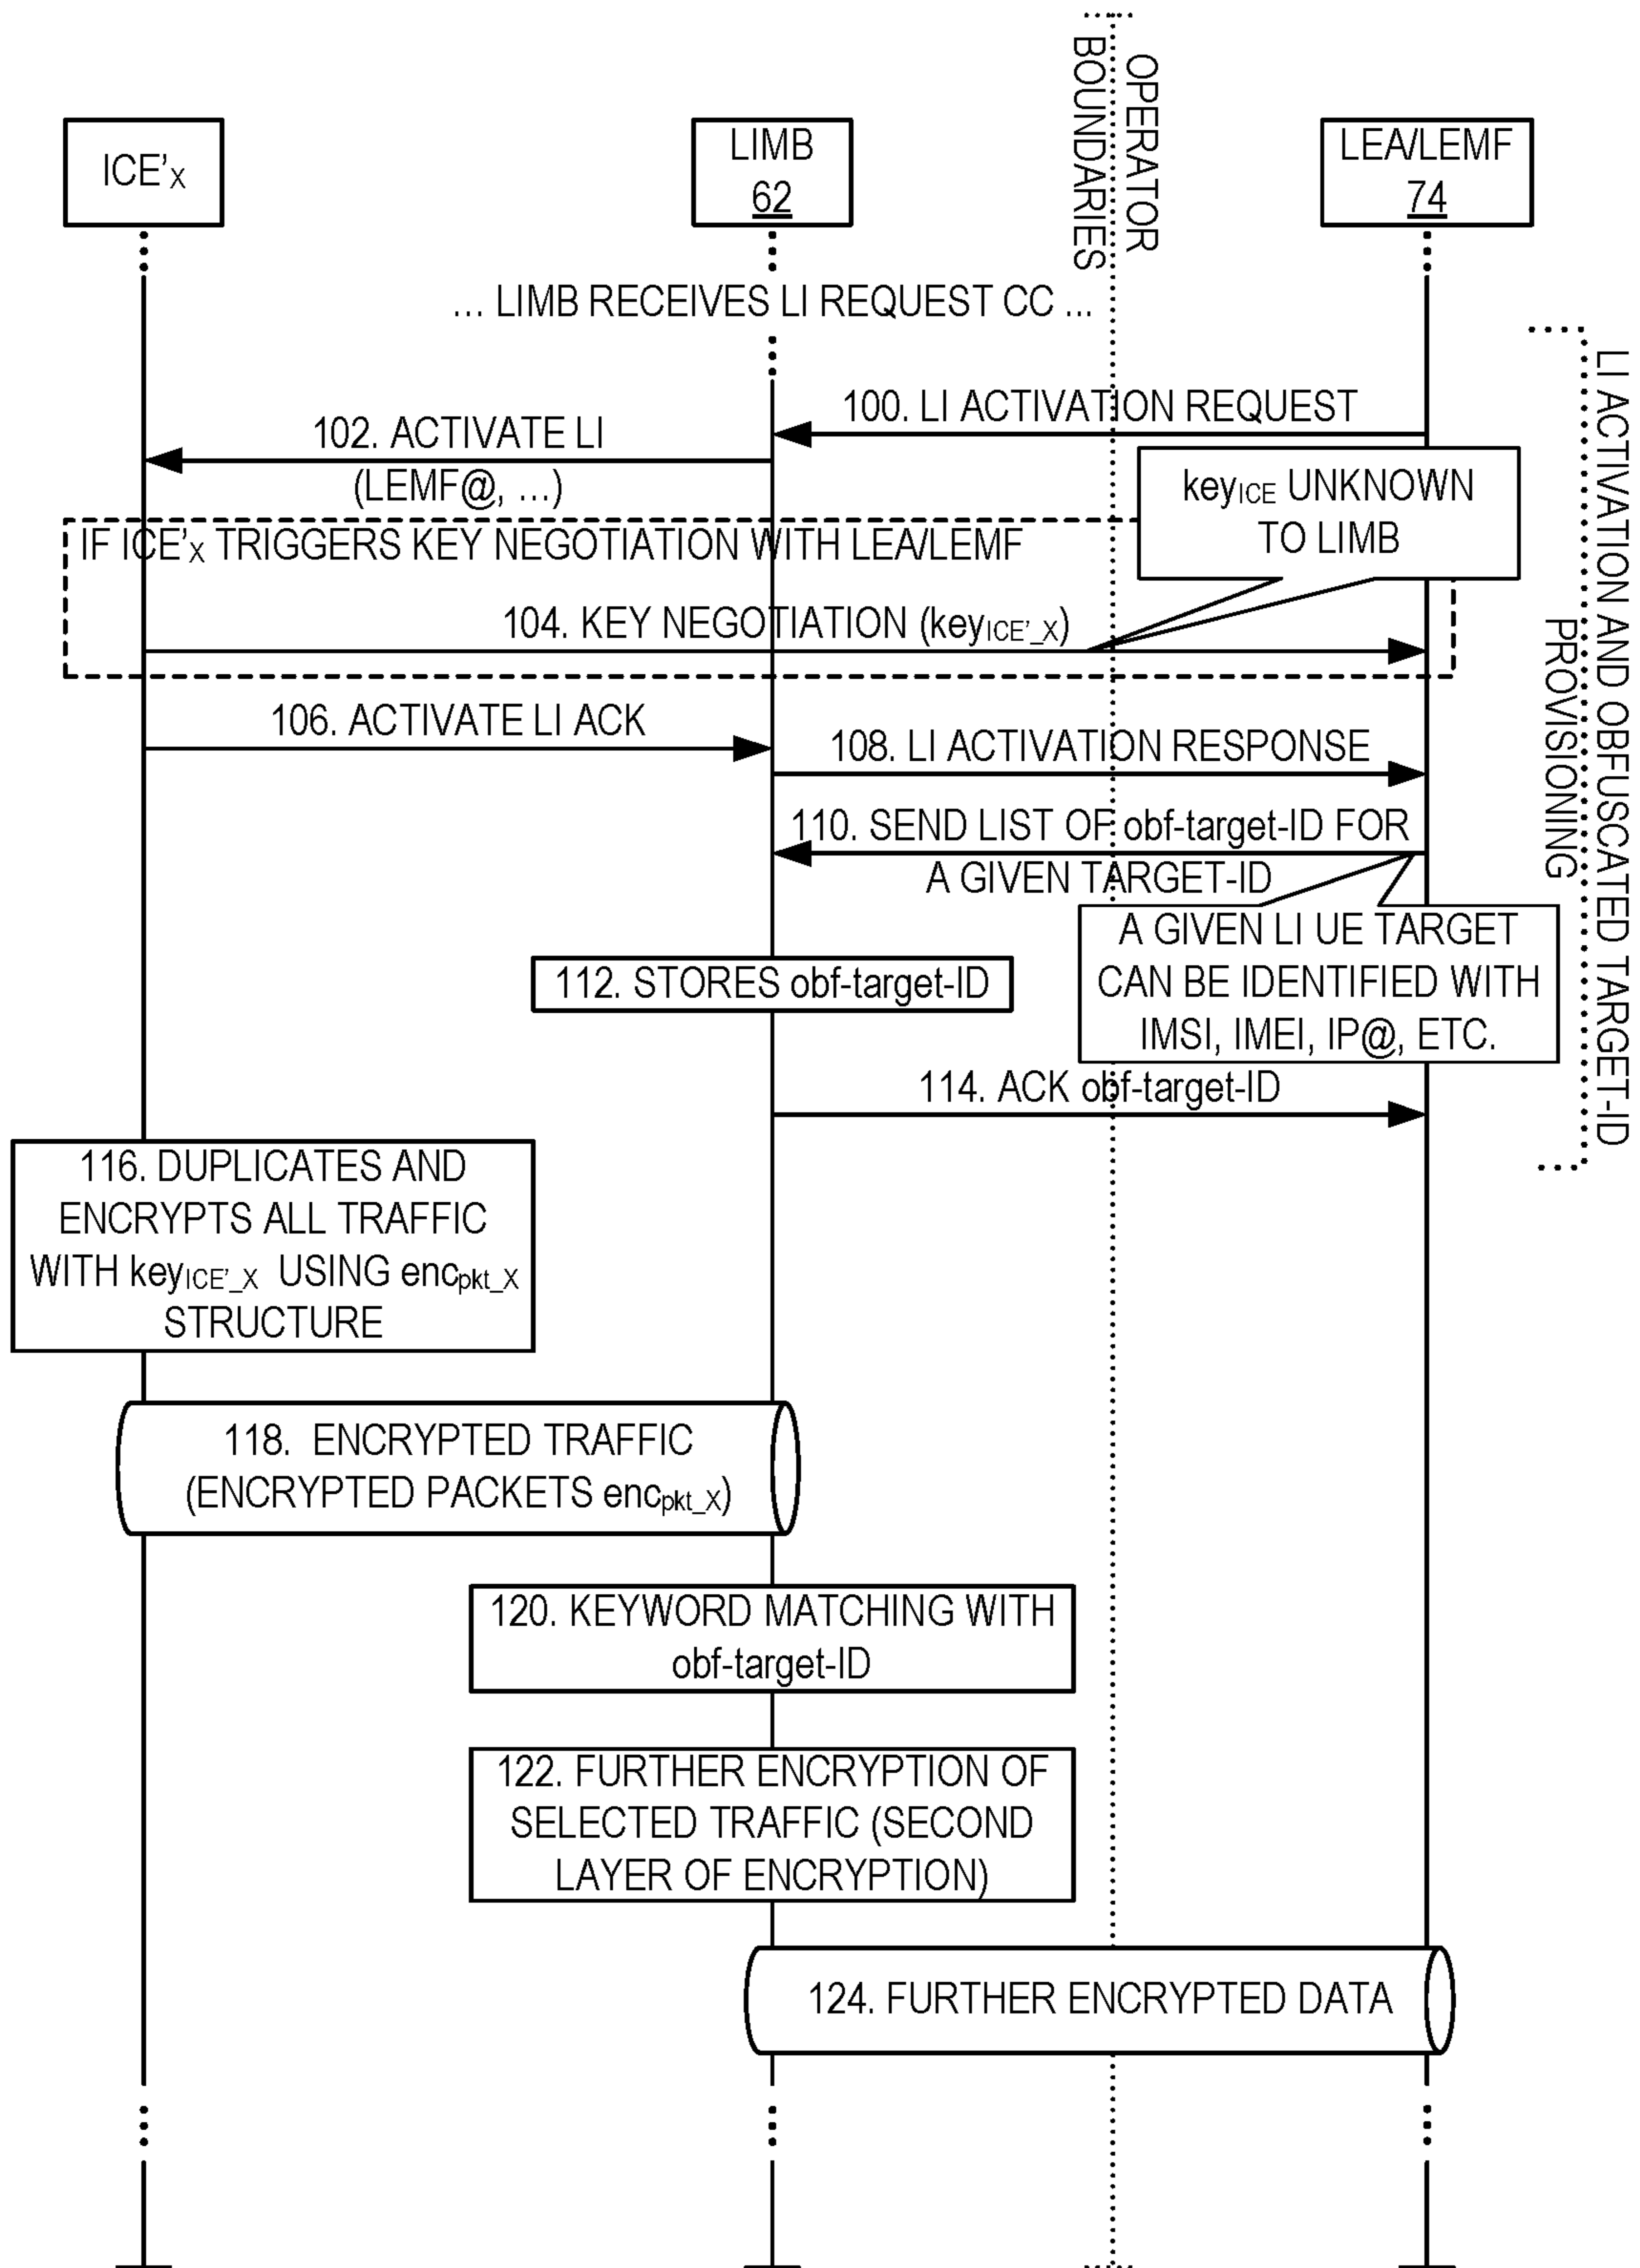 OPERATOR
BOUNDARIES
ICE'X
LIMB
62
LEA/LEMF
74
... LIMB RECEIVES LI REQUEST CC ...
100. LI ACTIVATION REQUEST
102. ACTIVATE LI
(LEMF@, ...)
keyICE UNKNOWN
TO LIMB
IF ICE'X TRIGGERS KEY NEGOTIATION WITH LEA/LEMF
104. KEY NEGOTIATION (keyICE'_X)
106. ACTIVATE LI ACK
108. LI ACTIVATION RESPONSE
110. SEND LIST OF obf-target-ID FOR
A GIVEN TARGET-ID
A GIVEN LI UE TARGET
CAN BE IDENTIFIED WITH
IMSI, IMEI, IP@, ETC.
112. STORES obf-target-ID
114. ACK obf-target-ID
LI ACTIVATION AND OBFUSCATED TARGET-ID
PROVISIONING
116. DUPLICATES AND
ENCRYPTS ALL TRAFFIC
WITH keyICE'_X USING encpkt_X
STRUCTURE
118. ENCRYPTED TRAFFIC
(ENCRYPTED PACKETS encpkt_X)
120. KEYWORD MATCHING WITH
obf-target-ID
122. FURTHER ENCRYPTION OF
SELECTED TRAFFIC (SECOND
LAYER OF ENCRYPTION)
124. FURTHER ENCRYPTED DATA